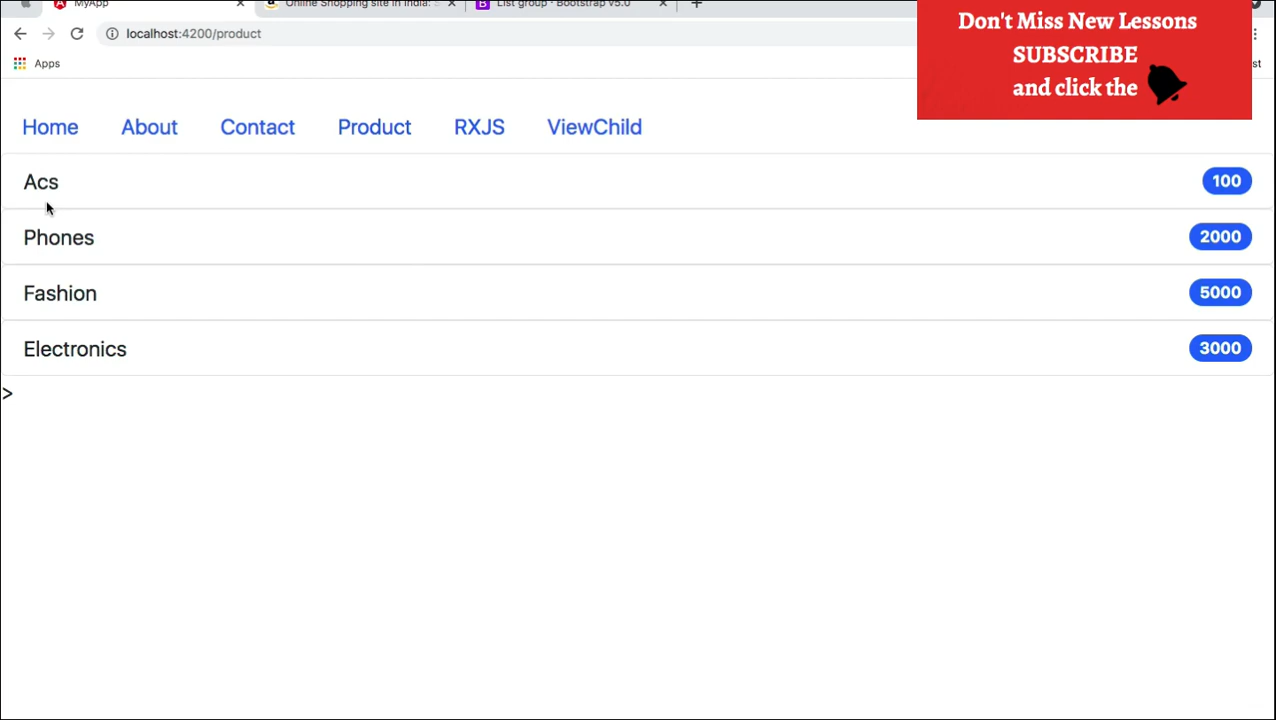 MyApp
Online Shopping site in India: S
List group · Bootstrap v5.0
Don't Miss New Lessons
SUBSCRIBE
and click the
localhost:4200/product
Apps
st
Home About Contact Product RXJS ViewChild
Acs 100
Phones 2000
Fashion 5000
Electronics 3000
>